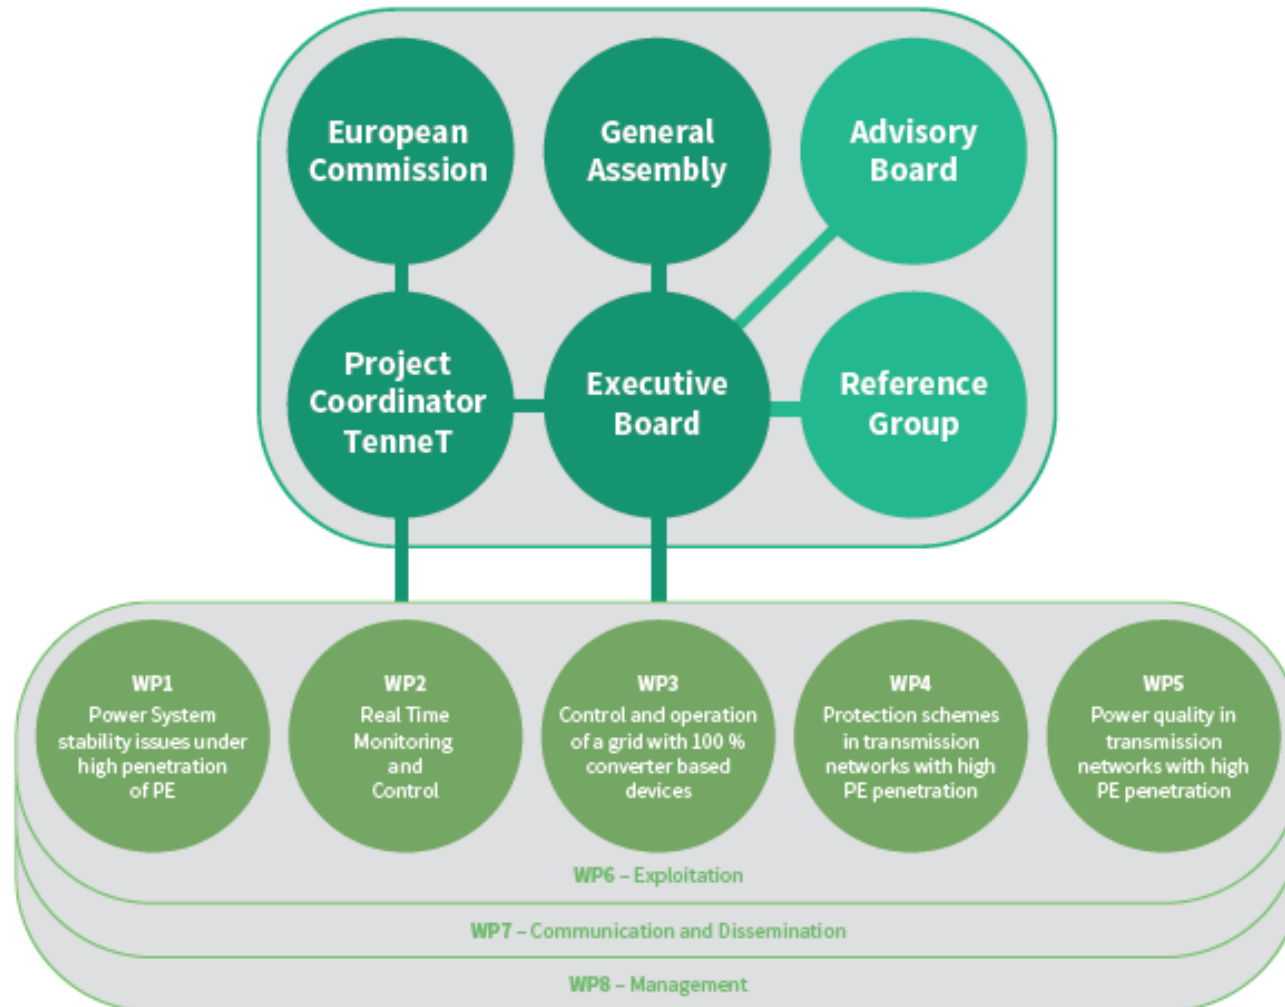 European
Commission
General
Assembly
Advisory
Board
Project
Coordinator
TenneT
Executive
Board
Reference
Group
WP1
Power System
stability issues under
high penetration
of PE
WP2
Real Time
Monitoring
and
Control
WP3
Control and operation
of a grid with 100 %
converter based
devices
WP4
Protection schemes
in transmission
networks with high
PE penetration
WP5
Power quality in
transmission
networks with high
PE penetration
WP6 – Exploitation
WP7 – Communication and Dissemination
WP8 – Management